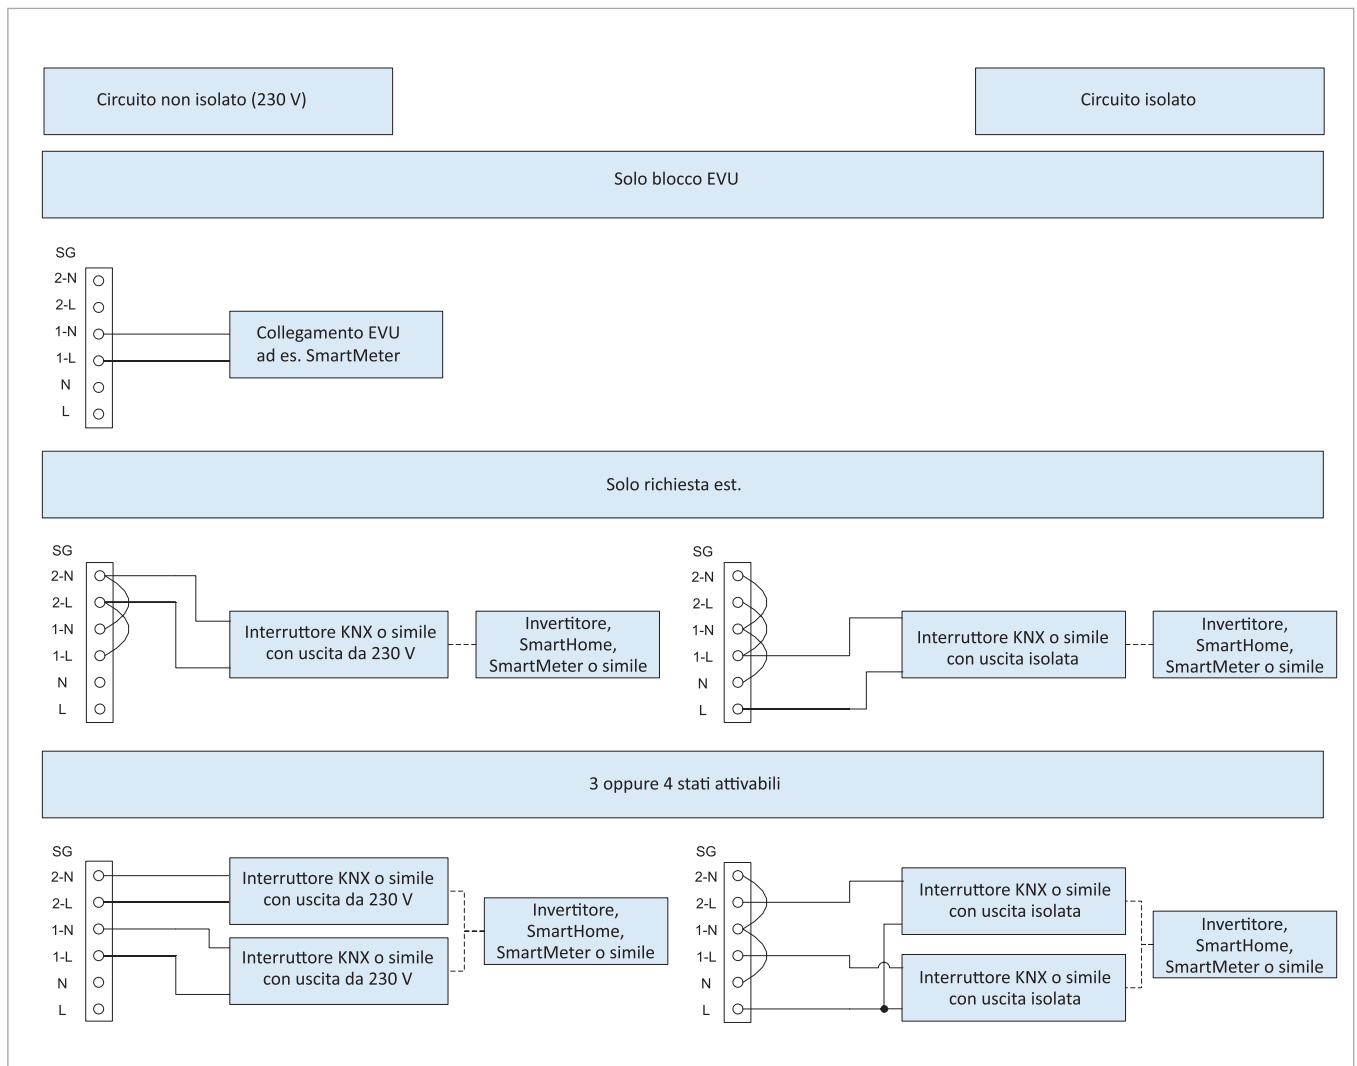 Circuito non isolato (230 V)
Circuito isolato
Solo blocco EVU
SG
2-N
2-L
1-N
1-L
N
L
Collegamento EVU
ad es. SmartMeter
Solo richiesta est.
SG
2-N
2-L
1-N
1-L
N
L
Interruttore KNX o simile
con uscita da 230 V
Invertitore,
SmartHome,
SmartMeter o simile
SG
2-N
2-L
1-N
1-L
N
L
Interruttore KNX o simile
con uscita isolata
Invertitore,
SmartHome,
SmartMeter o simile
3 oppure 4 stati attivabili
SG
2-N
2-L
1-N
1-L
N
L
Interruttore KNX o simile
con uscita da 230 V
Interruttore KNX o simile
con uscita da 230 V
Invertitore,
SmartHome,
SmartMeter o simile
SG
2-N
2-L
1-N
1-L
N
L
Interruttore KNX o simile
con uscita isolata
Interruttore KNX o simile
con uscita isolata
Invertitore,
SmartHome,
SmartMeter o simile